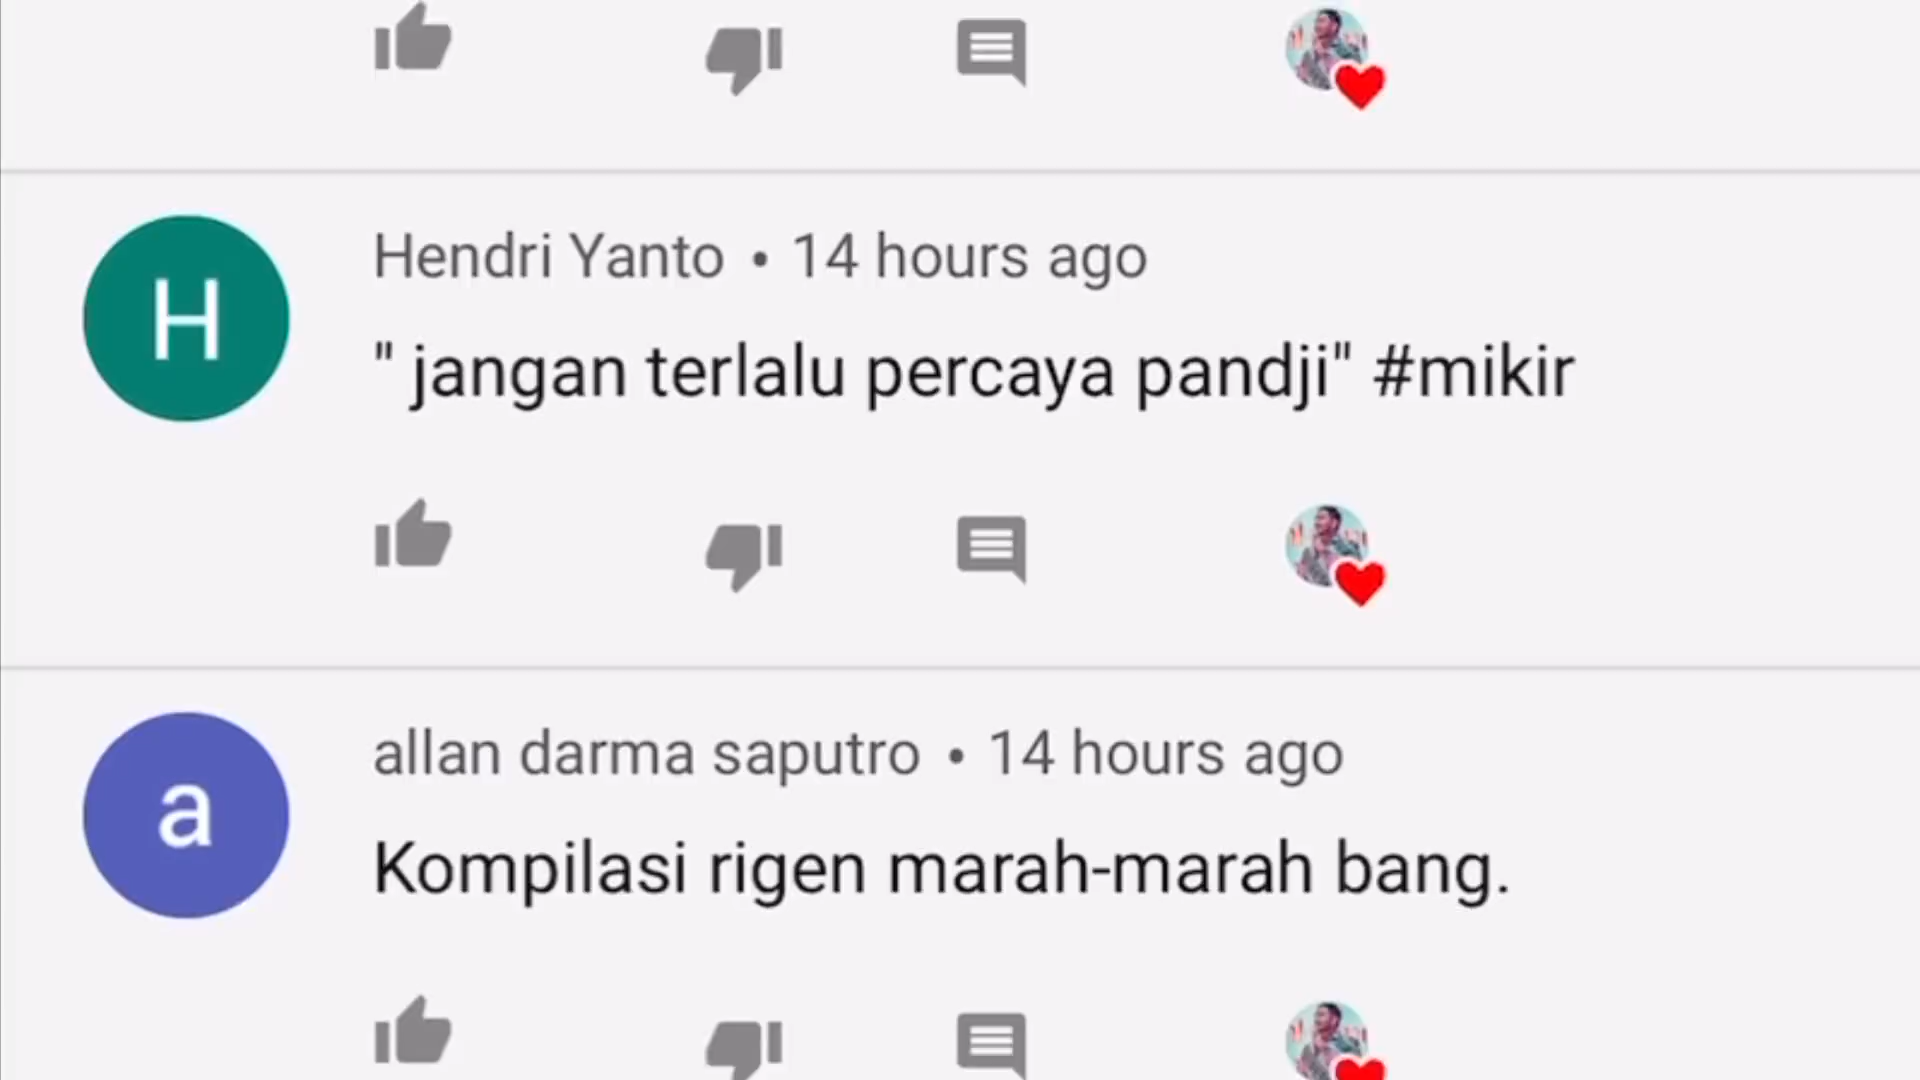 H
Hendri Yanto • 14 hours ago
" jangan terlalu percaya pandji" #mikir
a
allan darma saputro • 14 hours ago
Kompilasi rigen marah-marah bang.